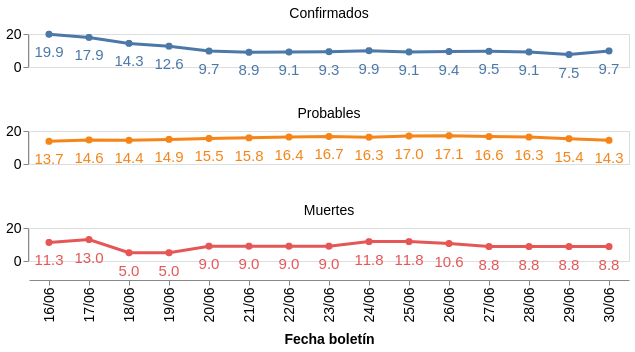 Confirmados
20
0
19.9 17.9 14.3 12.6 9.7 8.9 9.1 9.3 9.9 9.1 9.4 9.5 9.1 7.5 9.7
Probables
20
0
13.7 14.6 14.4 14.9 15.5 15.8 16.4 16.7 16.3 17.0 17.1 16.6 16.3 15.4 14.3
Muertes
20
0
11.3 13.0 5.0 5.0 9.0 9.0 9.0 9.0 11.8 11.8 10.6 8.8 8.8 8.8 8.8
16/06 17/06 18/06 19/06 20/06 21/06 22/06 23/06 24/06 25/06 26/06 27/06 28/06 29/06 30/06
Fecha boletín